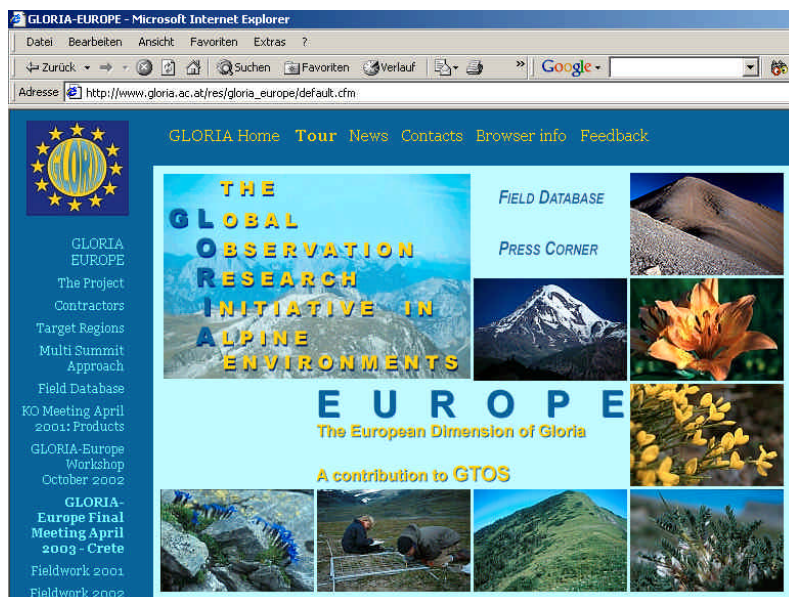 GLORIA-EUROPE - Microsoft Internet Explorer
Datei Bearbeiten Ansicht Favoriten Extras ?
Zurück Suchen Favoriten Verlauf » Google
Adresse http://www.gloria.ac.at/res/gloria_europe/default.cfm
GLORIA
GLORIA Home Tour News Contacts Browser info Feedback
THE
GLOBAL
OBSERVATION
RESEARCH
INITIATIVE IN
ALPINE
ENVIRONMENTS
FIELD DATABASE
PRESS CORNER
GLORIA
EUROPE
The Project
Contractors
Target Regions
Multi Summit
Approach
Field Database
KO Meeting April
2001: Products
GLORIA-Europe
Workshop
October 2002
GLORIA-
Europe Final
Meeting April
2003 - Crete
Fieldwork 2001
Fieldwork 2002
EUROPE
The European Dimension of Gloria
A contribution to GTOS